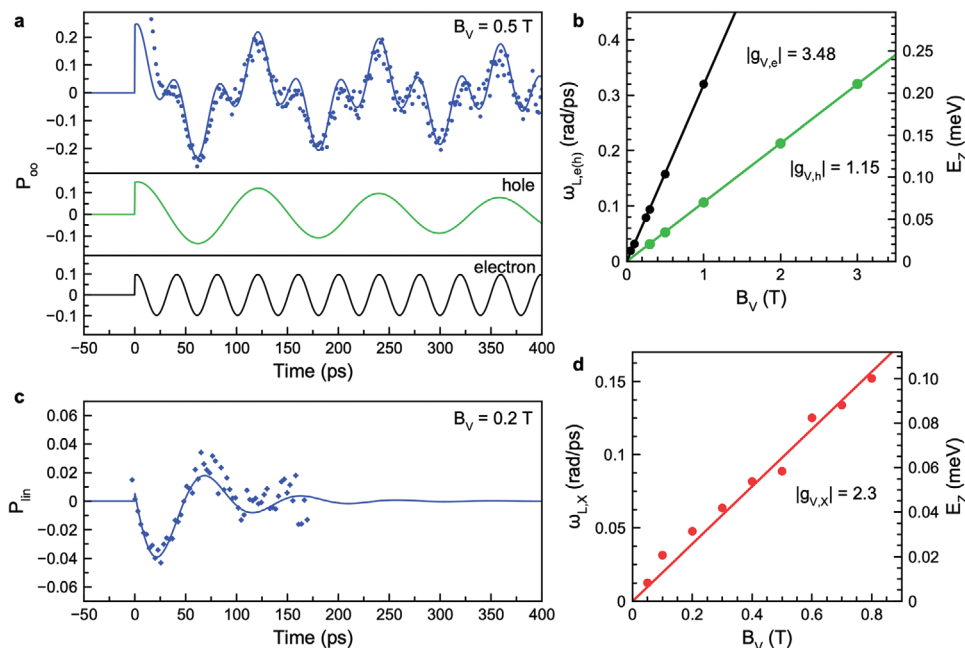 a
B_V = 0.5 T
0.2
0.1
0
-0.1
-0.2
P_oo
hole
0.1
0
-0.1
electron
0.1
0
-0.1
−50 0 50 100 150 200 250 300 350 400
Time (ps)
b
|g_V,e| = 3.48
|g_V,h| = 1.15
ω_L,e(h) (rad/ps)
0.4
0.3
0.2
0.1
0
E_Z (meV)
0.25
0.20
0.15
0.10
0.05
0
0 1 2 3
B_V (T)
c
B_V = 0.2 T
P_lin
0.06
0.04
0.02
0
-0.02
-0.04
-0.06
-50 0 50 100 150 200 250 300 350 400
Time (ps)
d
|g_V,X| = 2.3
ω_L,X (rad/ps)
0.15
0.1
0.05
0
E_Z (meV)
0.10
0.08
0.06
0.04
0.02
0
0 0.2 0.4 0.6 0.8
B_V (T)